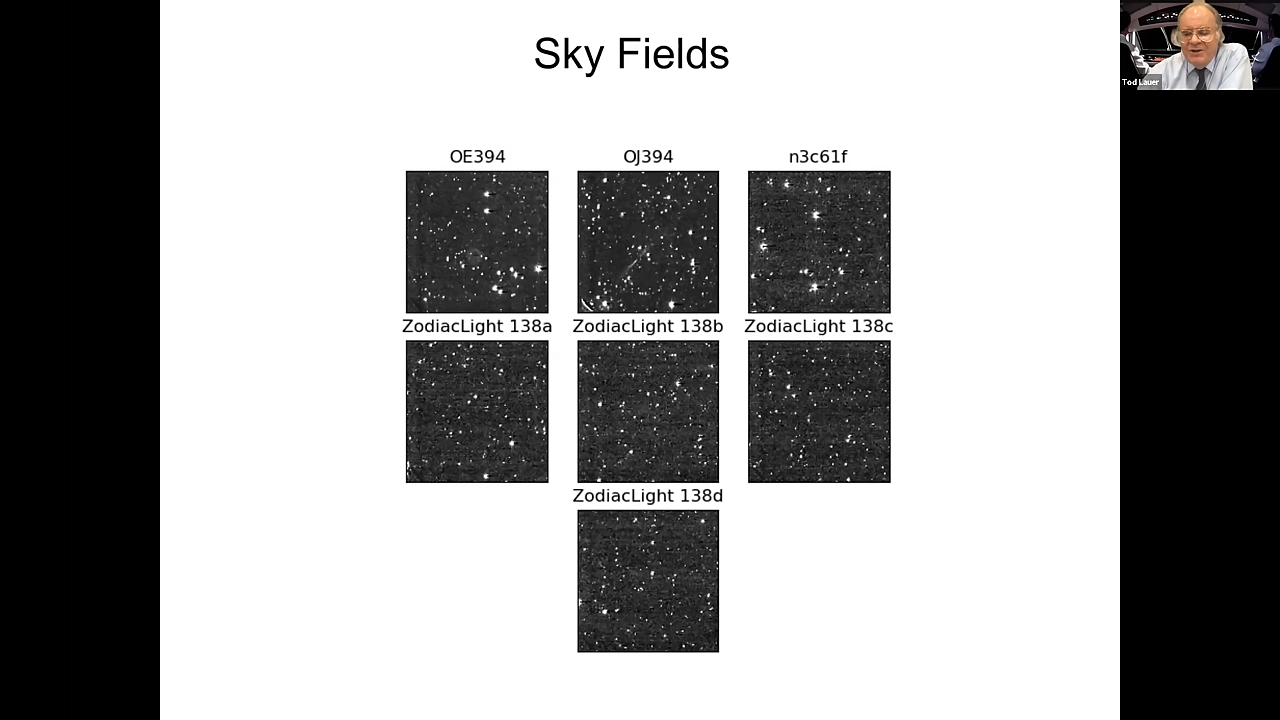 Sky Fields
Tod Lauer
OE394 OJ394 n3c61f
ZodiacLight 138a ZodiacLight 138b ZodiacLight 138c
ZodiacLight 138d